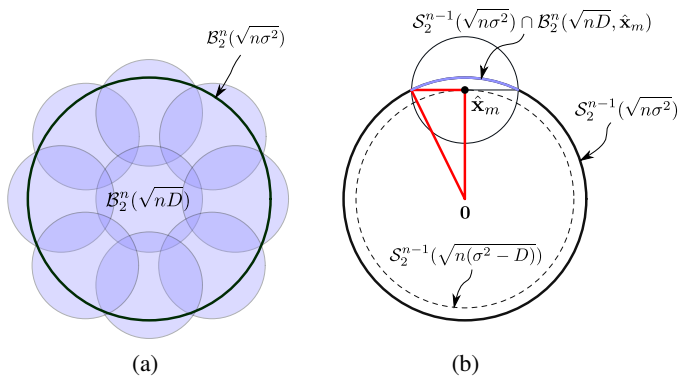 $\mathcal{S}_2^{n-1}(\sqrt{n\sigma^2}) \cap \mathcal{B}_2^n(\sqrt{nD}, \hat{\mathbf{x}}_m)$
$\mathcal{B}_2^n(\sqrt{n\sigma^2})$
$\hat{\mathbf{x}}_m$
$\mathcal{S}_2^{n-1}(\sqrt{n\sigma^2})$
$\mathcal{B}_2^n(\sqrt{nD})$
$\mathbf{0}$
$\mathcal{S}_2^{n-1}(\sqrt{n(\sigma^2 - D)})$
(a)
(b)